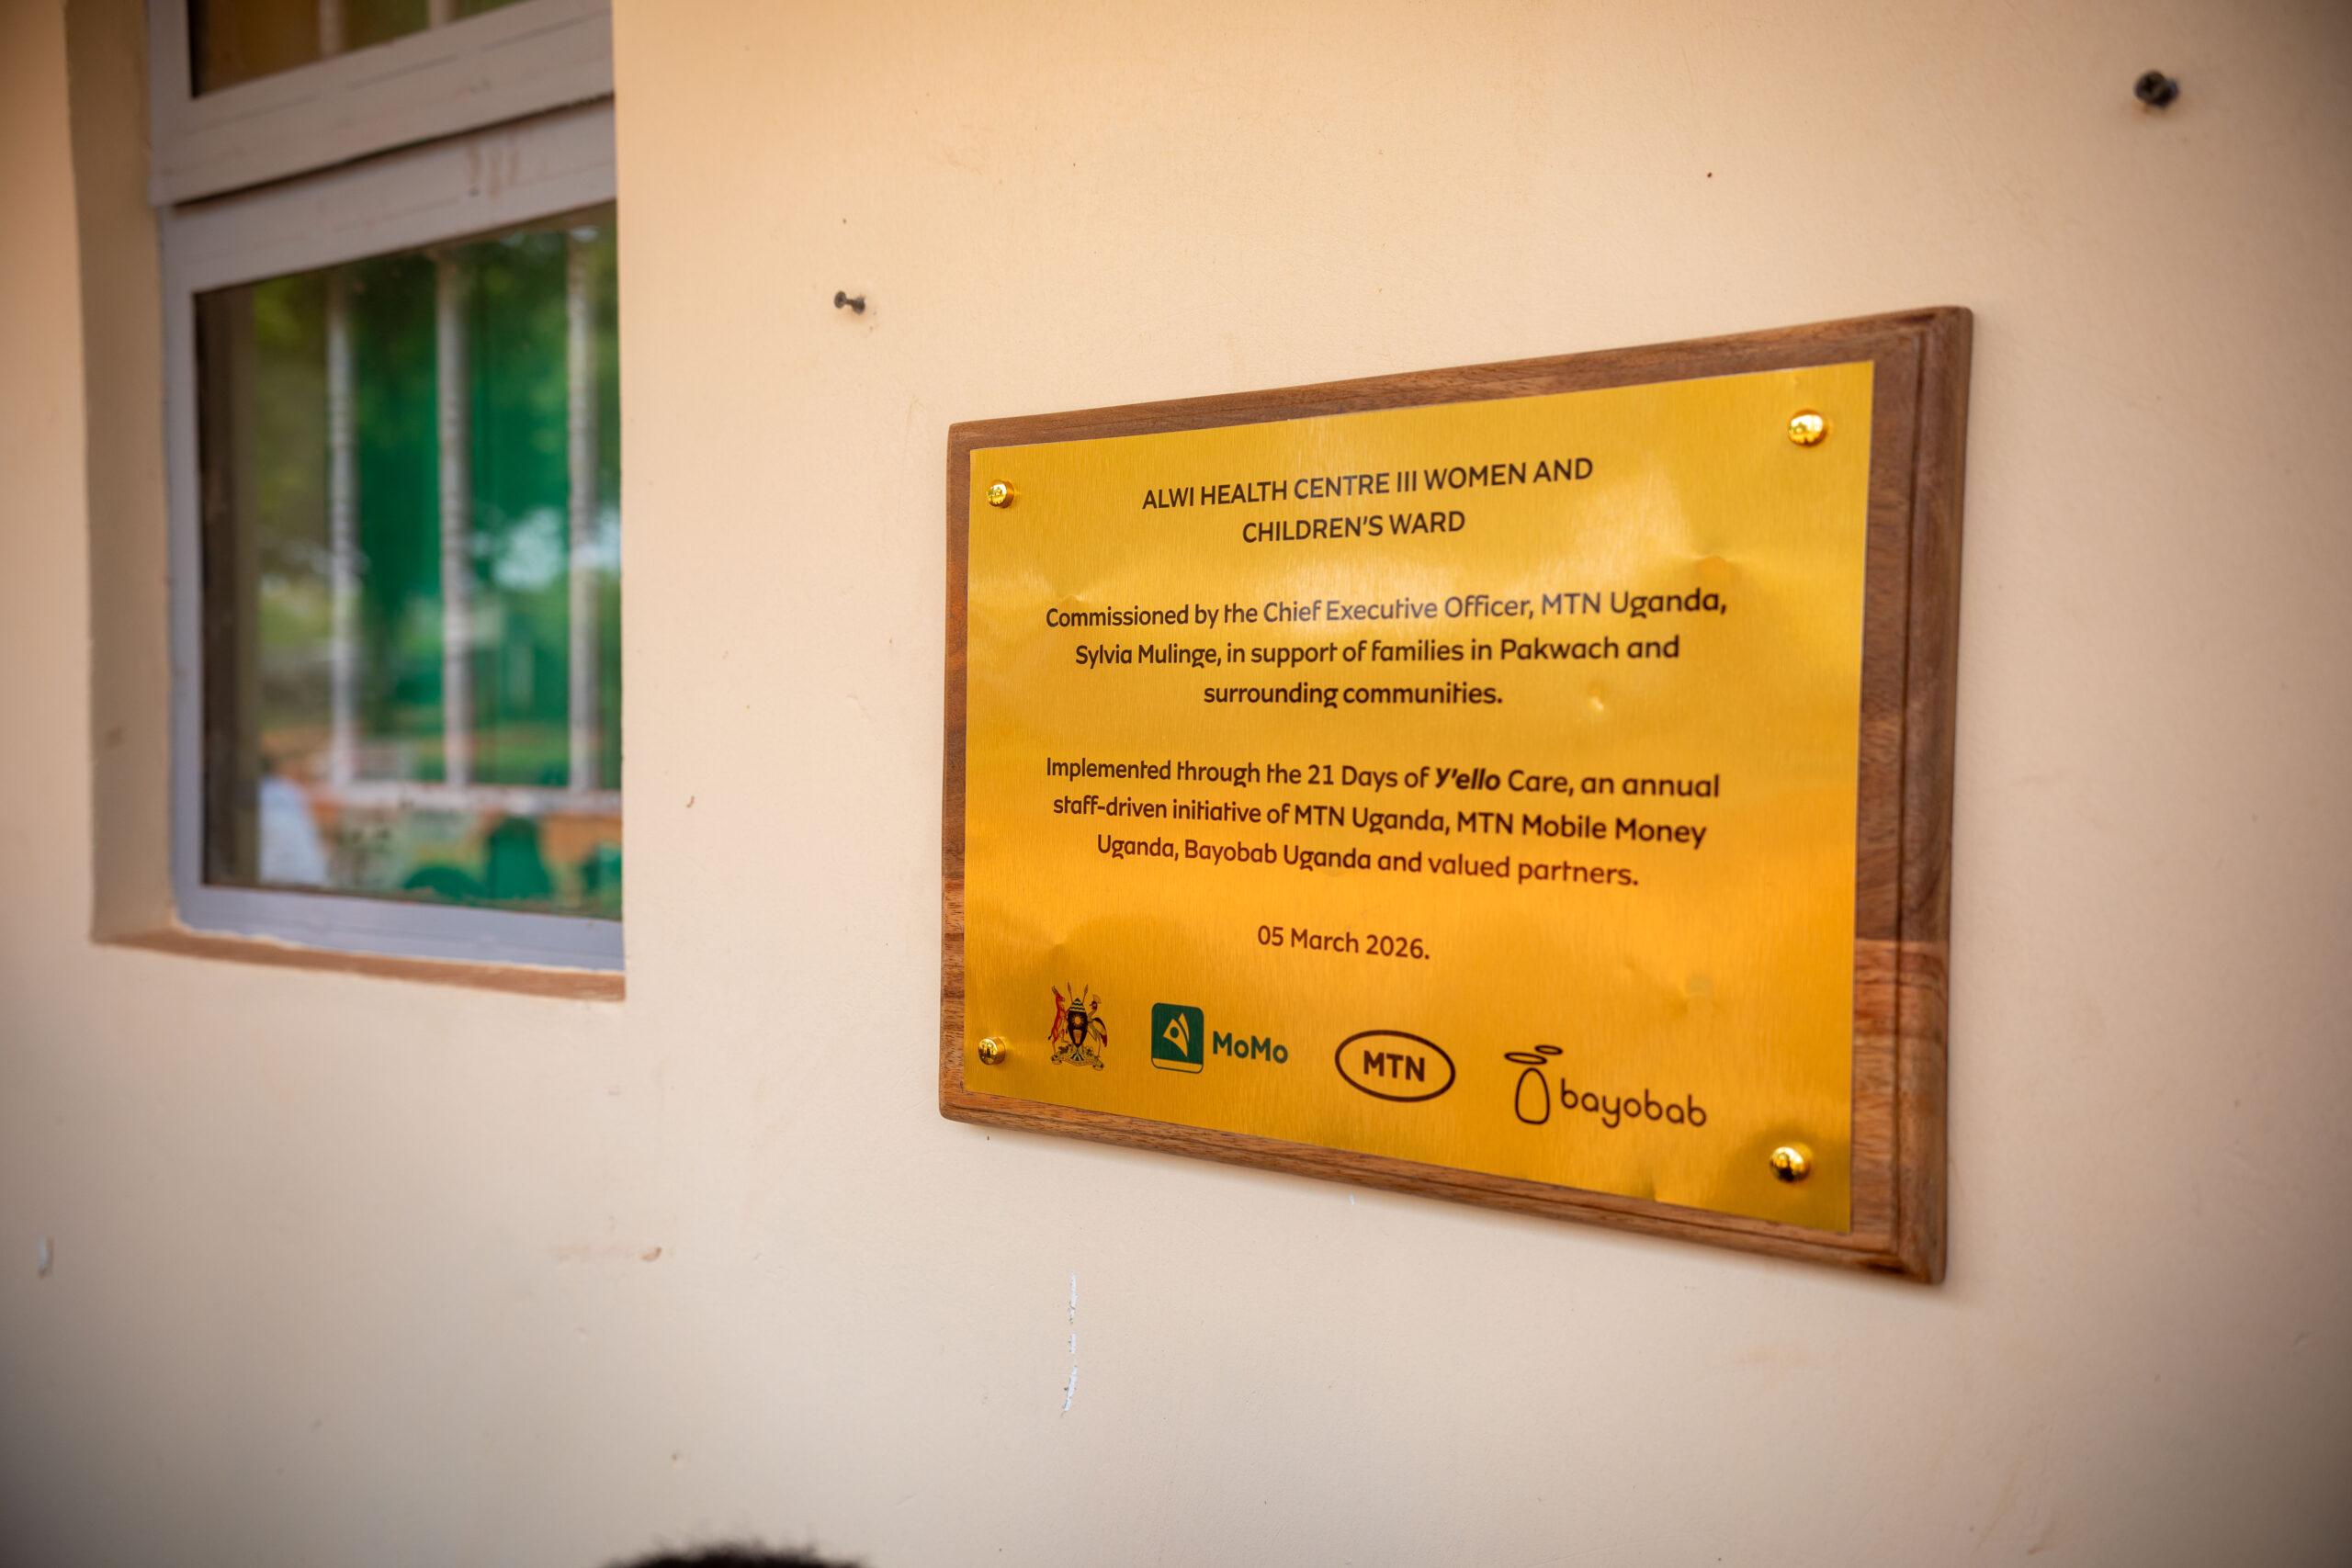 ALWI HEALTH CENTRE III WOMEN AND
CHILDREN'S WARD
Commissioned by the Chief Executive Officer, MTN Uganda,
Sylvia Mulinge, in support of families in Pakwach and
surrounding communities.
Implemented through the 21 Days of Y'ello Care, an annual
staff-driven initiative of MTN Uganda, MTN Mobile Money
Uganda, Bayobab Uganda and valued partners.
05 March 2026.
MoMo
MTN
bayobab